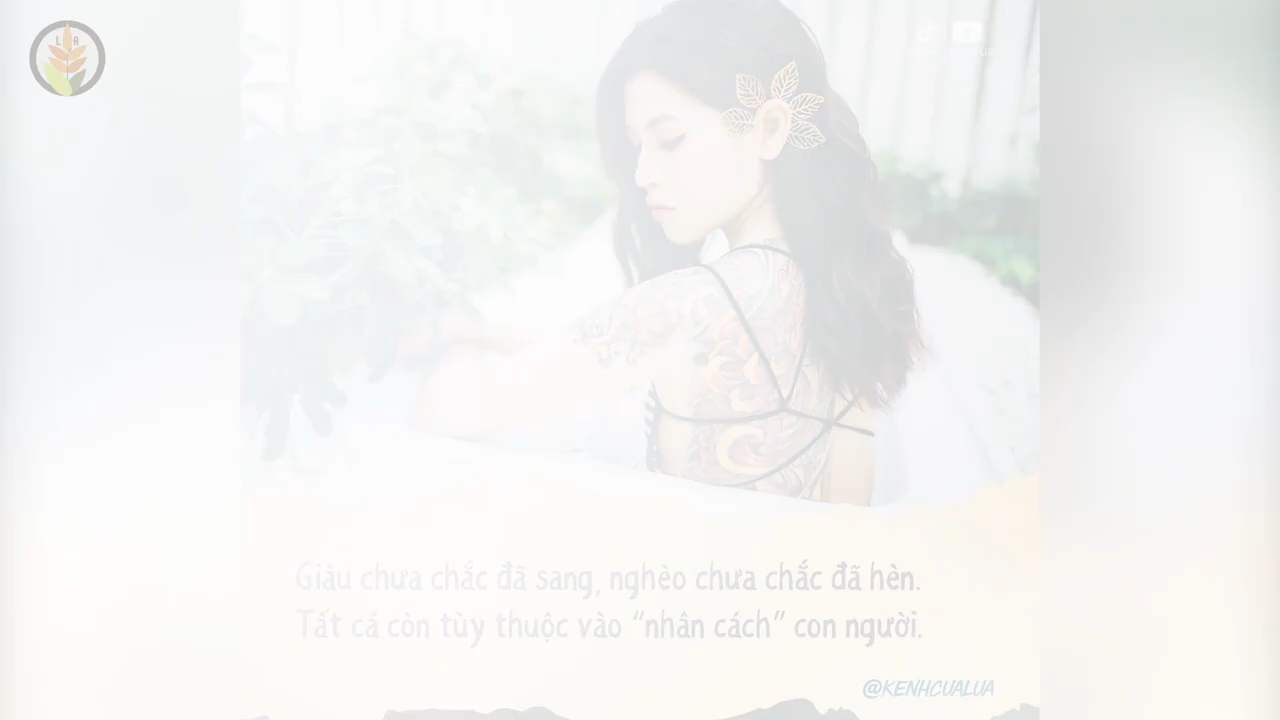 L A
Giàu chưa chắc đã sang, nghèo chưa chắc đã hèn.
Tất cả còn tùy thuộc vào “nhân cách” con người.
@KENHCUALUA